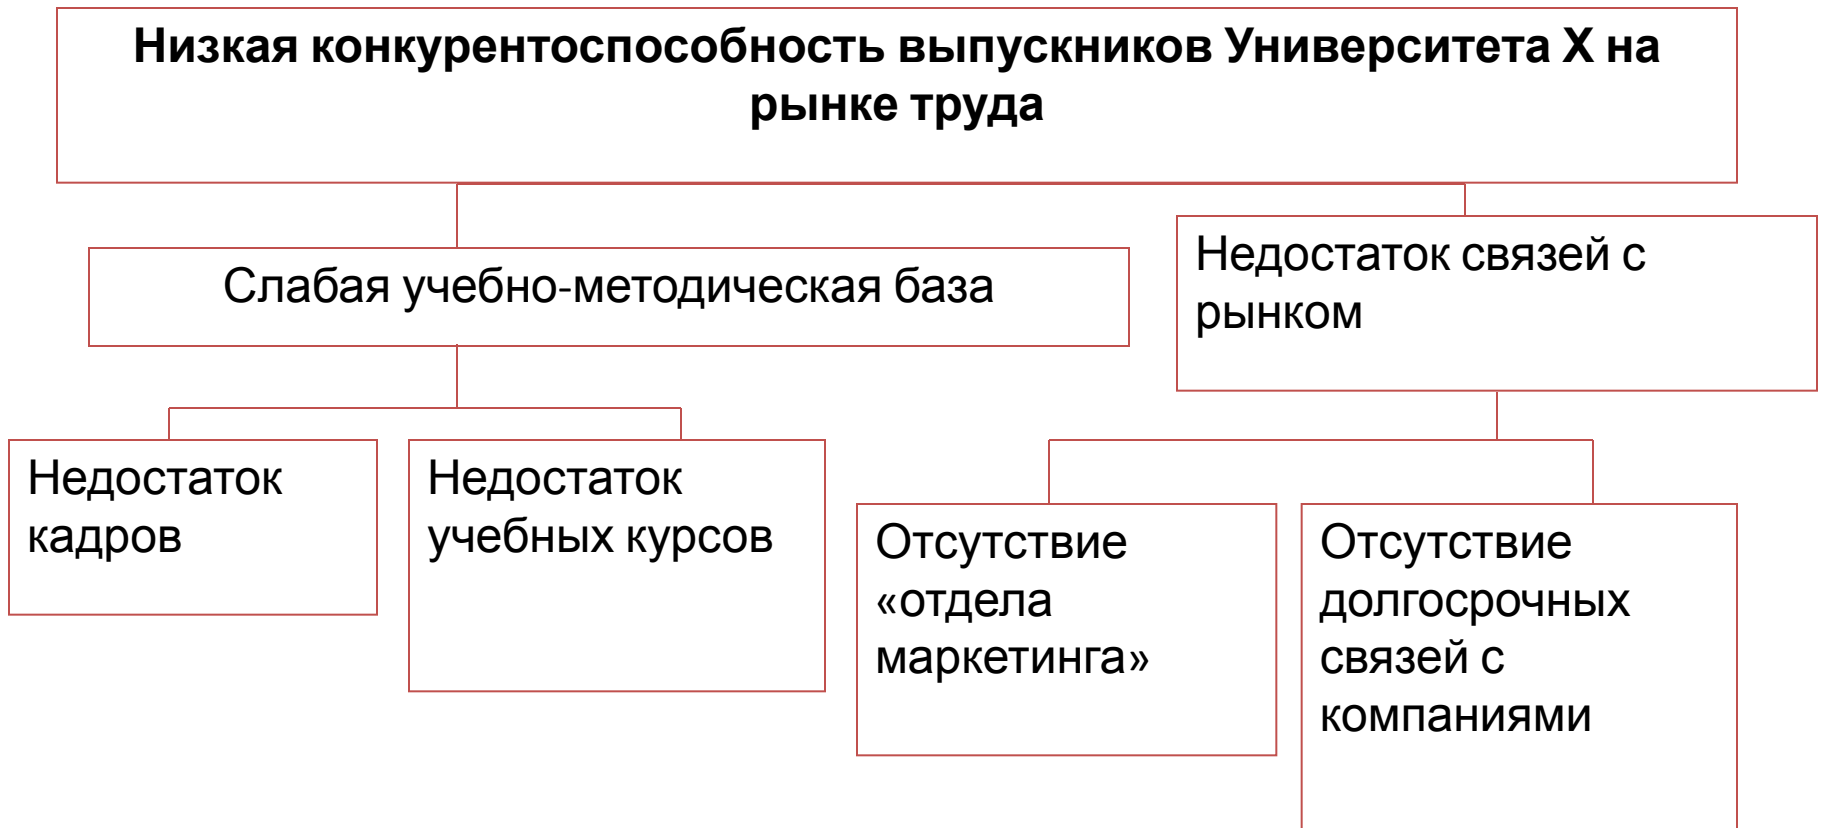 Низкая конкурентоспособность выпускников Университета X на
рынке труда
Слабая учебно-методическая база
Недостаток связей с
рынком
Недостаток
кадров
Недостаток
учебных курсов
Отсутствие
«отдела
маркетинга»
Отсутствие
долгосрочных
связей с
компаниями